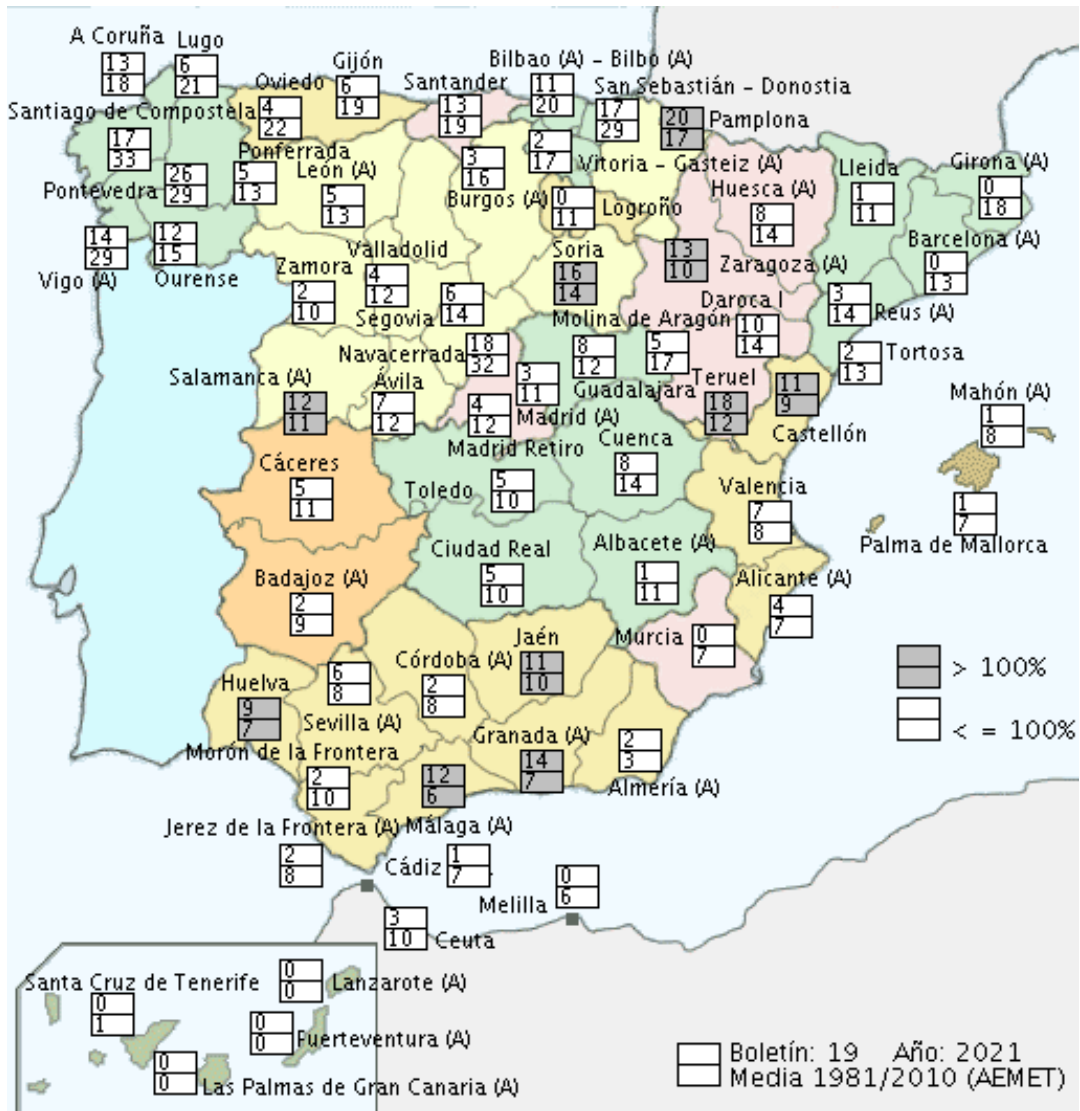 A Coruña
13
18
Lugo
6
21
Oviedo
4
22
Gijón
6
19
Santander
13
19
Bilbao (A) - Bilbo (A)
11
20
San Sebastián - Donostia
17
29
Pamplona
20
17
Santiago de Compostela
17
33
Vitoria - Gasteiz (A)
2
17
Ponferrada
5
13
León (A)
5
13
Burgos (A)
3
16
Logroño
0
11
Huesca (A)
8
14
Lleida
1
11
Girona (A)
0
18
Pontevedra
26
29
Vigo (A)
14
29
Ourense
12
15
Zamora
2
10
Valladolid
4
12
Soria
16
14
Zaragoza (A)
13
10
Barcelona (A)
0
13
Segovia
6
14
Daroca I
10
14
Reus (A)
3
14
Molina de Aragón
5
17
Tortosa
2
13
Navacerrada
18
32
Guadalajara
8
12
Salamanca (A)
12
11
Ávila
7
12
Madrid (A)
3
11
Madrid Retiro
4
12
Teruel
18
12
Castellón
11
9
Mahón (A)
1
8
Cáceres
5
11
Toledo
5
10
Cuenca
8
14
Valencia
7
8
Palma de Mallorca
1
7
Badajoz (A)
2
9
Ciudad Real
5
10
Albacete (A)
1
11
Alicante (A)
4
7
Murcia
0
7
Huelva
9
7
Sevilla (A)
6
8
Córdoba (A)
2
8
Jaén
11
10
> 100%
< = 100%
Morón de la Frontera
2
10
Granada (A)
14
7
Almería (A)
2
3
Málaga (A)
12
6
Jerez de la Frontera (A)
2
8
Cádiz
1
7
Melilla
0
6
Ceuta
3
10
Santa Cruz de Tenerife
0
1
Lanzarote (A)
0
0
Fuerteventura (A)
0
0
Las Palmas de Gran Canaria (A)
0
0
Boletín: 19 Año: 2021
Media 1981/2010 (AEMET)